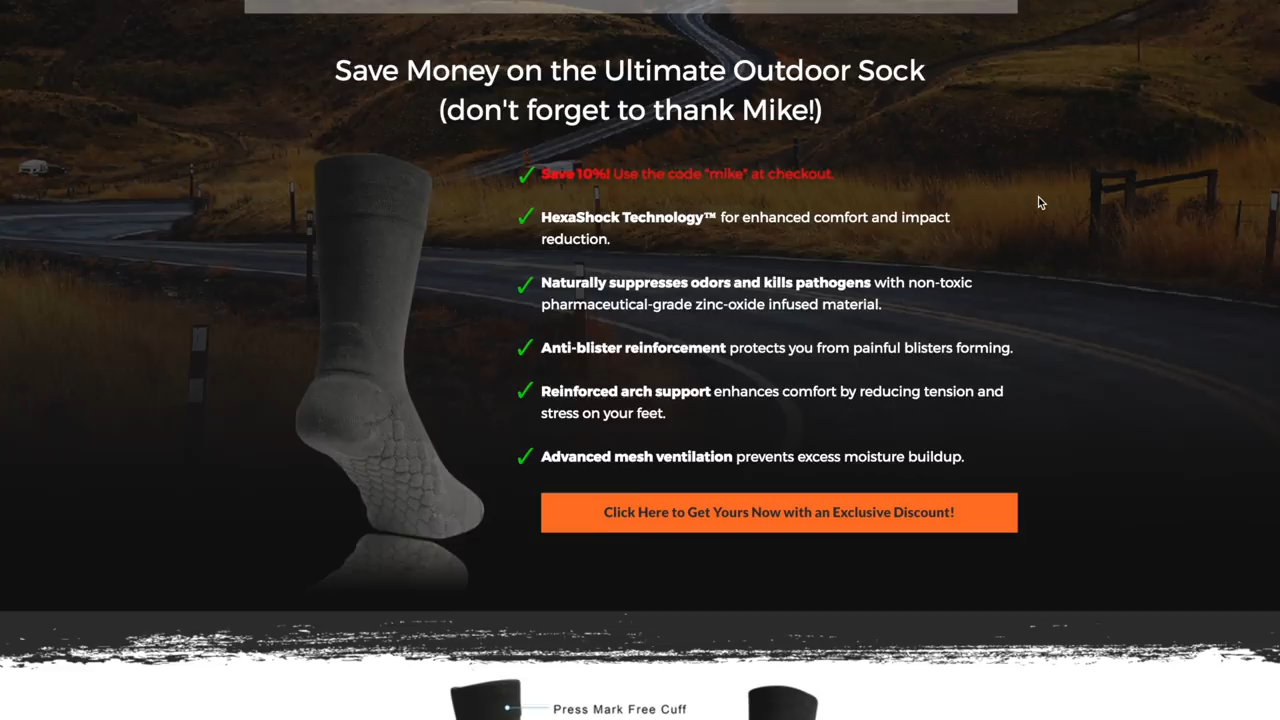 Save Money on the Ultimate Outdoor Sock
(don't forget to thank Mike!)
Save 10%! Use the code "mike" at checkout.
HexaShock Technology™ for enhanced comfort and impact
reduction.
Naturally suppresses odors and kills pathogens with non-toxic
pharmaceutical-grade zinc-oxide infused material.
Anti-blister reinforcement protects you from painful blisters forming.
Reinforced arch support enhances comfort by reducing tension and
stress on your feet.
Advanced mesh ventilation prevents excess moisture buildup.
Click Here to Get Yours Now with an Exclusive Discount!
Press Mark Free Cuff